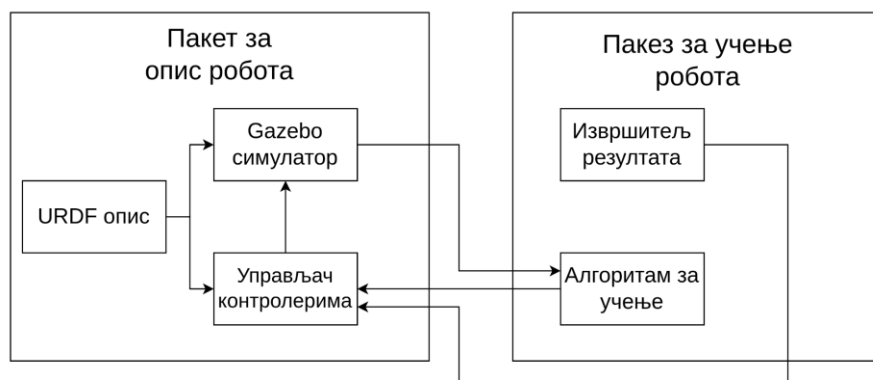 Пакет за
опис робота
Gazebo
симулатор
URDF опис
Управљач
контролерима
Пакез за учење
робота
Извршитељ
резултата
Алгоритам за
учење